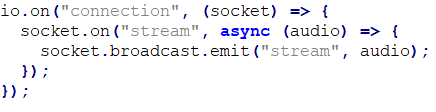 io.on("connection", (socket) => {
  socket.on("stream", async (audio) => {
    socket.broadcast.emit("stream", audio);
  });
});